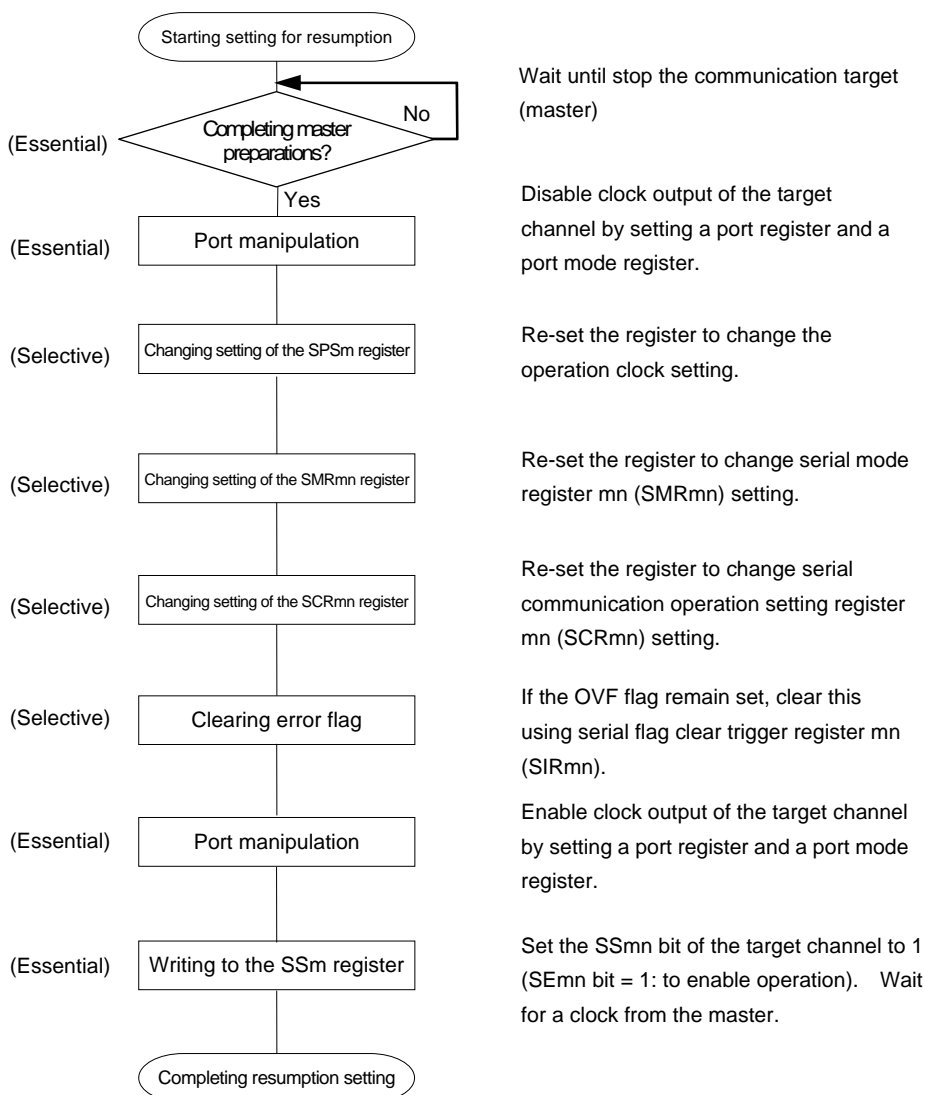 Starting setting for resumption
Wait until stop the communication target
(master)
No
(Essential)
Completing master
preparations?
Yes
Disable clock output of the target
channel by setting a port register and a
port mode register.
(Essential)
Port manipulation
Re-set the register to change the
operation clock setting.
(Selective)
Changing setting of the SPSm register
Re-set the register to change serial mode
register mn (SMRmn) setting.
(Selective)
Changing setting of the SMRmn register
Re-set the register to change serial
communication operation setting register
mn (SCRmn) setting.
(Selective)
Changing setting of the SCRmn register
If the OVF flag remain set, clear this
using serial flag clear trigger register mn
(SIRmn).
(Selective)
Clearing error flag
Enable clock output of the target channel
by setting a port register and a port mode
register.
(Essential)
Port manipulation
Set the SSmn bit of the target channel to 1
(SEmn bit = 1: to enable operation). Wait
for a clock from the master.
(Essential)
Writing to the SSm register
Completing resumption setting